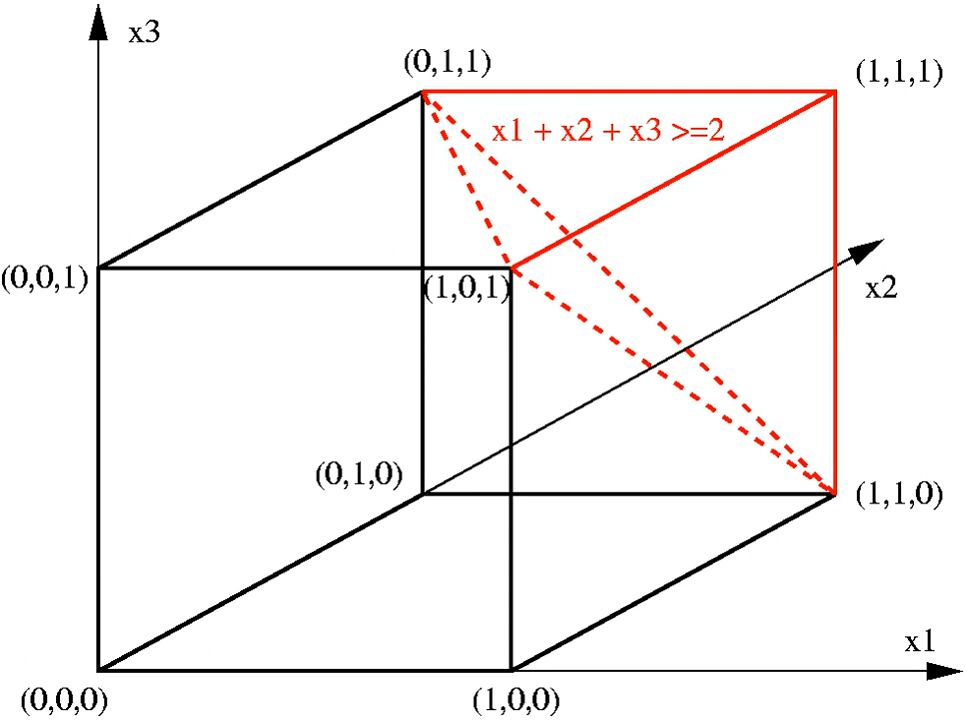 x3
(0,1,1)
(1,1,1)
x1 + x2 + x3 >=2
(0,0,1)
(1,0,1)
x2
(0,1,0)
(1,1,0)
x1
(0,0,0)
(1,0,0)